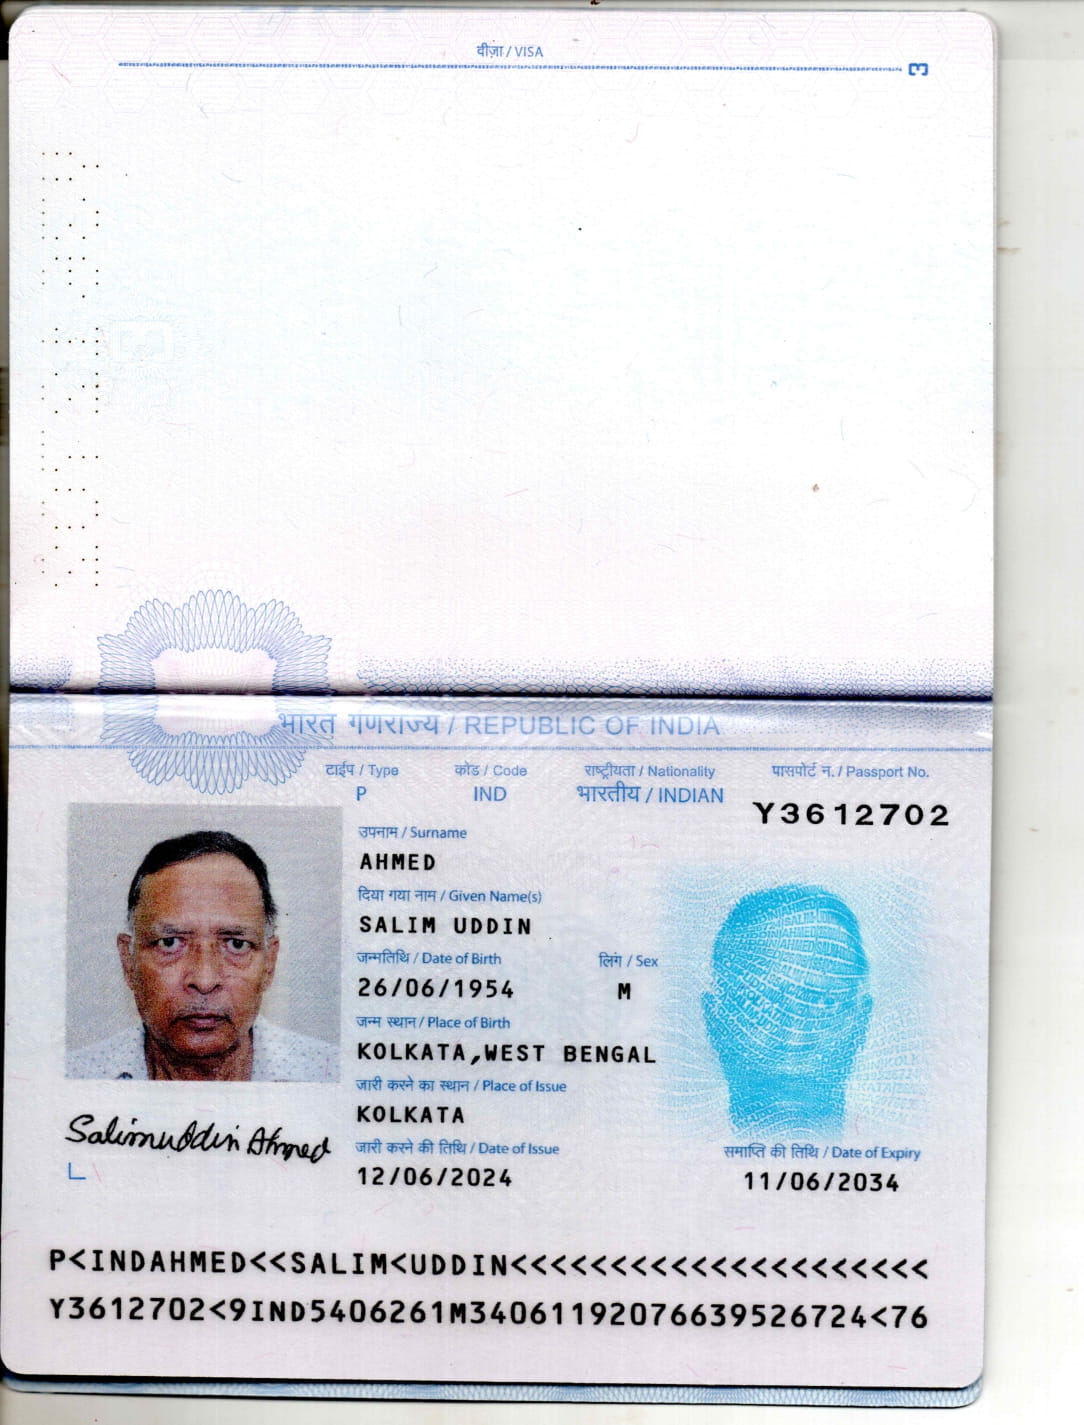 वीज़ा / VISA
3
भारत गणराज्य / REPUBLIC OF INDIA
टाईप / Type कोड / Code राष्ट्रीयता / Nationality पासपोर्ट न. / Passport No.
P IND भारतीय / INDIAN Y3612702
उपनाम / Surname
AHMED
दिया गया नाम / Given Name(s)
SALIM UDDIN
जन्मतिथि / Date of Birth लिंग / Sex
26/06/1954 M
जन्म स्थान / Place of Birth
KOLKATA,WEST BENGAL
जारी करने का स्थान / Place of Issue
KOLKATA
Salimuddin Ahmed
जारी करने की तिथि / Date of Issue समाप्ति की तिथि / Date of Expiry
12/06/2024 11/06/2034
P<INDAHMED<<SALIM<UDDIN<<<<<<<<<<<<<<<<<<<<<
Y3612702<9IND5406261M34061192076639526724<76